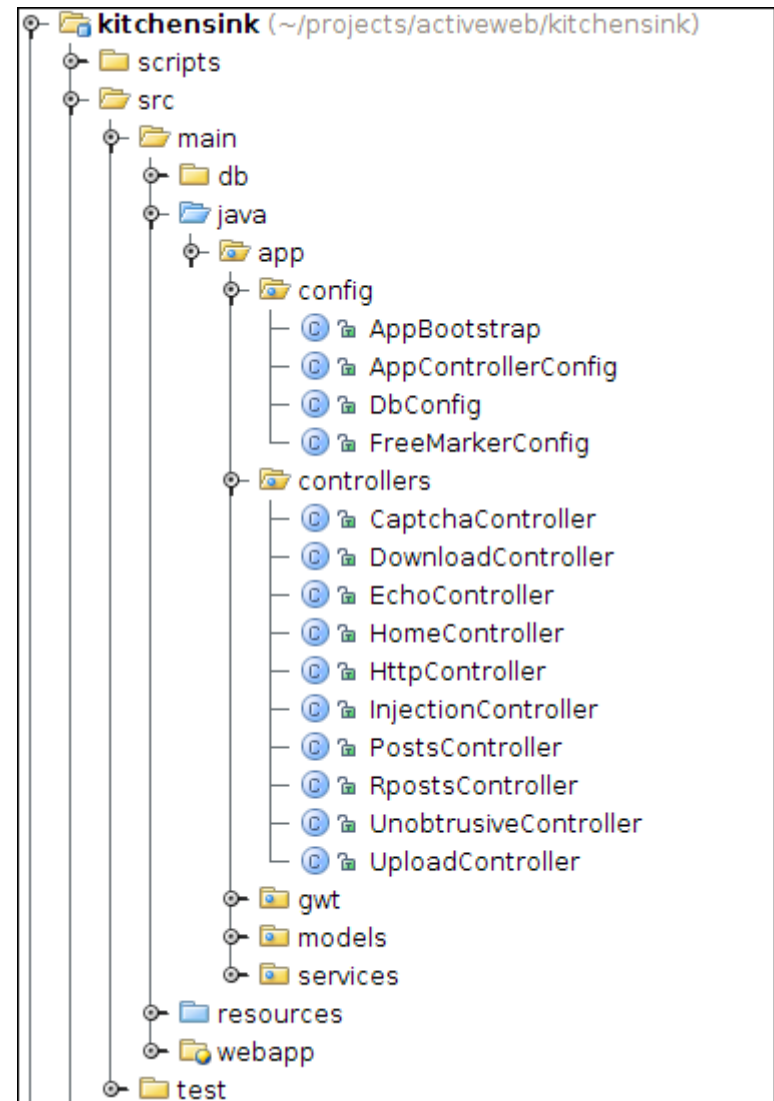 kitchensink (~/projects/activeweb/kitchensink)
scripts
src
main
db
java
app
config
C AppBootstrap
C AppControllerConfig
C DbConfig
C FreeMarkerConfig
controllers
C CaptchaController
C DownloadController
C EchoController
C HomeController
C HttpController
C InjectionController
C PostsController
C RpostsController
C UnobtrusiveController
C UploadController
gwt
models
services
resources
webapp
test